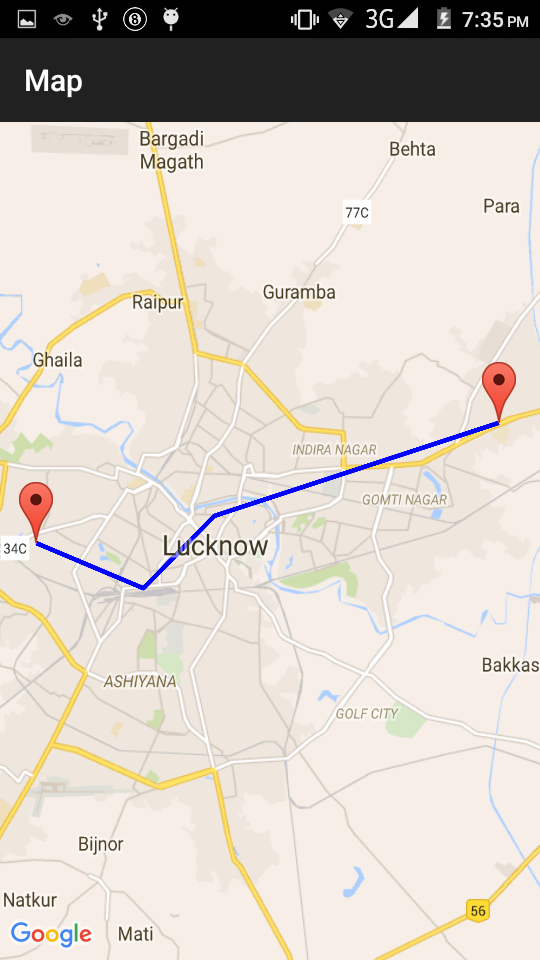 3G 7:35 PM
Map
Bargadi
Magath
Behta
77C
Para
Guramba
Raipur
Ghaila
INDIRA NAGAR
GOMTI NAGAR
34C
Lucknow
Bakkas
ASHIYANA
GOLF CITY
Bijnor
Natkur
56
Google
Mati